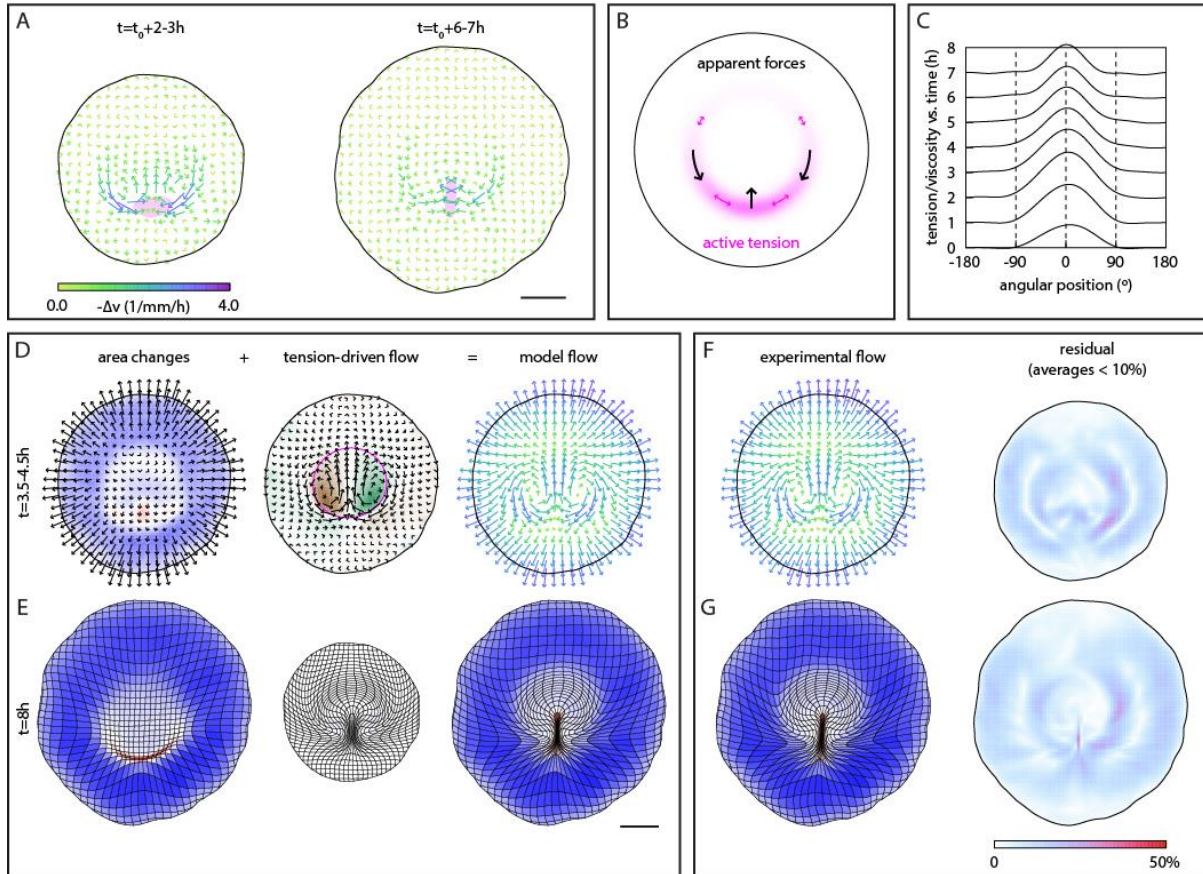 A
t=t₀+2-3h
t=t₀+6-7h
0.0
-Δv (1/mm/h)
4.0
B
apparent forces
active tension
C
tension/viscosity vs. time (h)
8
7
6
5
4
3
2
1
0
-180
-90
0
90
180
angular position (º)
D
area changes + tension-driven flow = model flow
t=3.5-4.5h
E
t=8h
F
experimental flow
residual
(averages < 10%)
G
0
50%